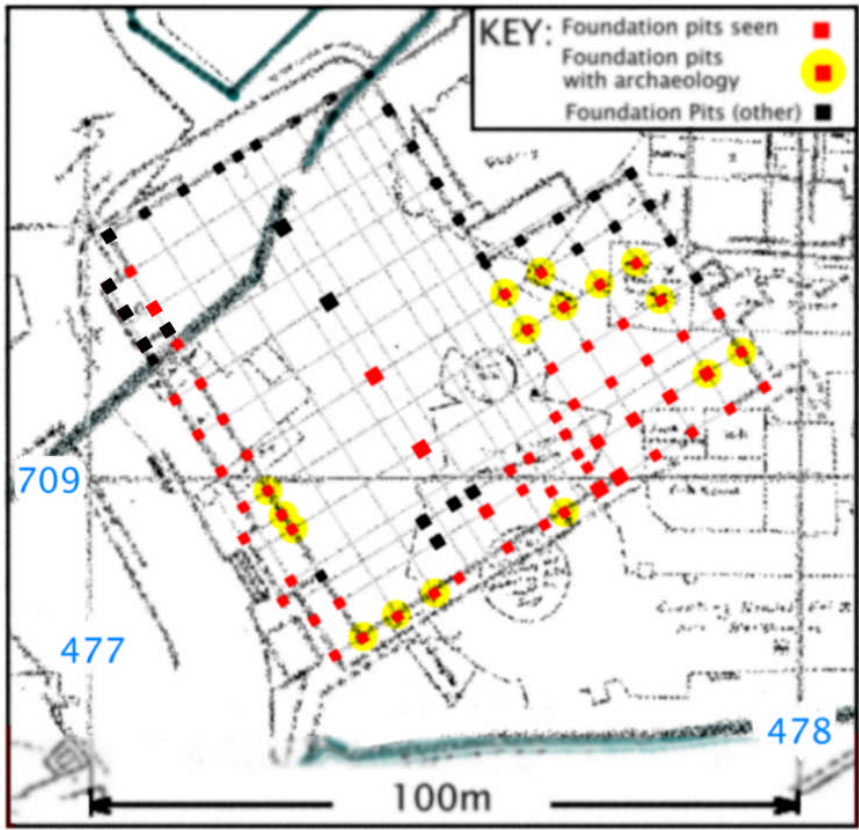 KEY: Foundation pits seen
Foundation pits
with archaeology
Foundation Pits (other)
709
477
478
100m